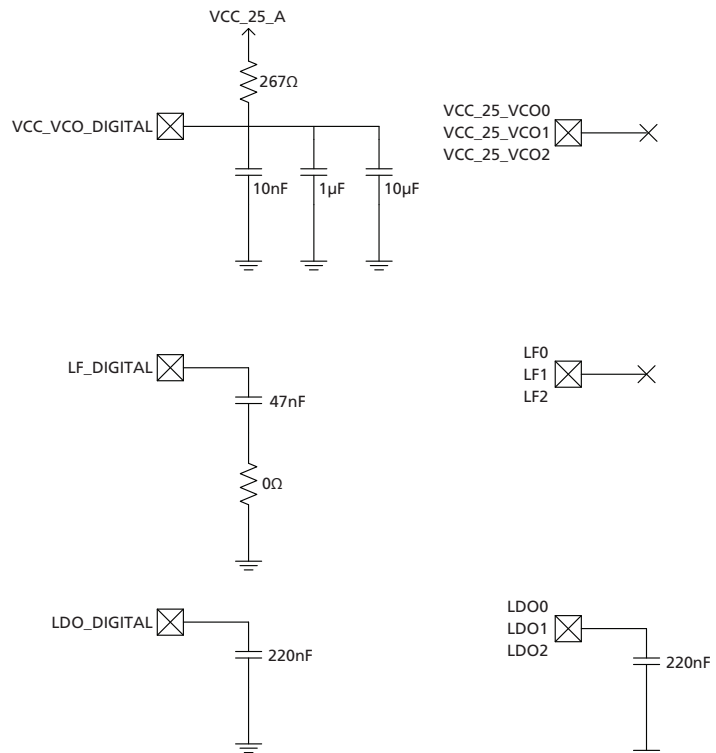 VCC_25_A
267Ω
VCC_VCO_DIGITAL
10nF
1µF
10µF
VCC_25_VCO0
VCC_25_VCO1
VCC_25_VCO2
LF_DIGITAL
47nF
0Ω
LF0
LF1
LF2
LDO_DIGITAL
220nF
LDO0
LDO1
LDO2
220nF